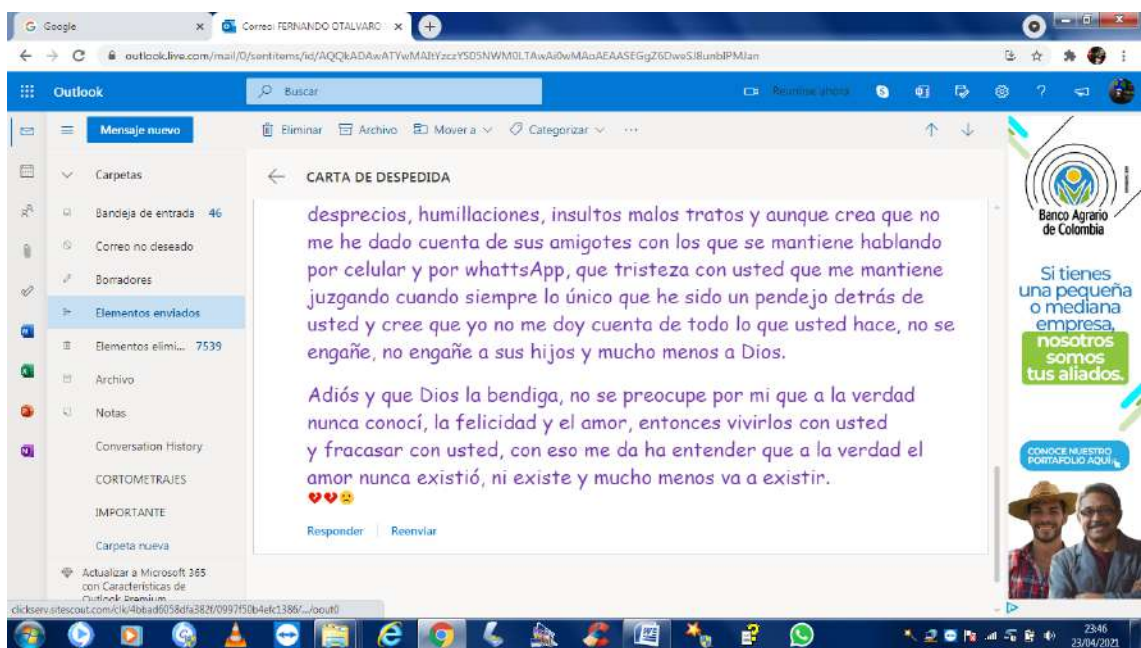 Google
Correo: FERNANDO OTALVARO
Outlook
Buscar
Reunirse ahora
Mensaje nuevo
Eliminar
Archivo
Mover a
Categorizar
Carpetas
Bandeja de entrada 46
Correo no deseado
Borradores
Elementos enviados
Elementos elimi... 7539
Archivo
Notas
Conversation History
CORTOMETRAJES
IMPORTANTE
Carpeta nueva
Actualizar a Microsoft 365
con Características de
Outlook Premium
CARTA DE DESPEDIDA
desprecios, humillaciones, insultos malos tratos y aunque crea que no
me he dado cuenta de sus amigotes con los que se mantiene hablando
por celular y por whattsApp, que tristeza con usted que me mantiene
juzgando cuando siempre lo único que he sido un pendejo detrás de
usted y cree que yo no me doy cuenta de todo lo que usted hace, no se
engañe, no engañe a sus hijos y mucho menos a Dios.
Adiós y que Dios la bendiga, no se preocupe por mi que a la verdad
nunca conocí, la felicidad y el amor, entonces vivirlos con usted
y fracasar con usted, con eso me da ha entender que a la verdad el
amor nunca existió, ni existe y mucho menos va a existir.
Responder
Reenviar
Banco Agrario
de Colombia
Si tienes
una pequeña
o mediana
empresa,
nosotros
somos
tus aliados.
CONOCE NUESTRO
PORTAFOLIO AQUÍ
23:46
23/04/2021